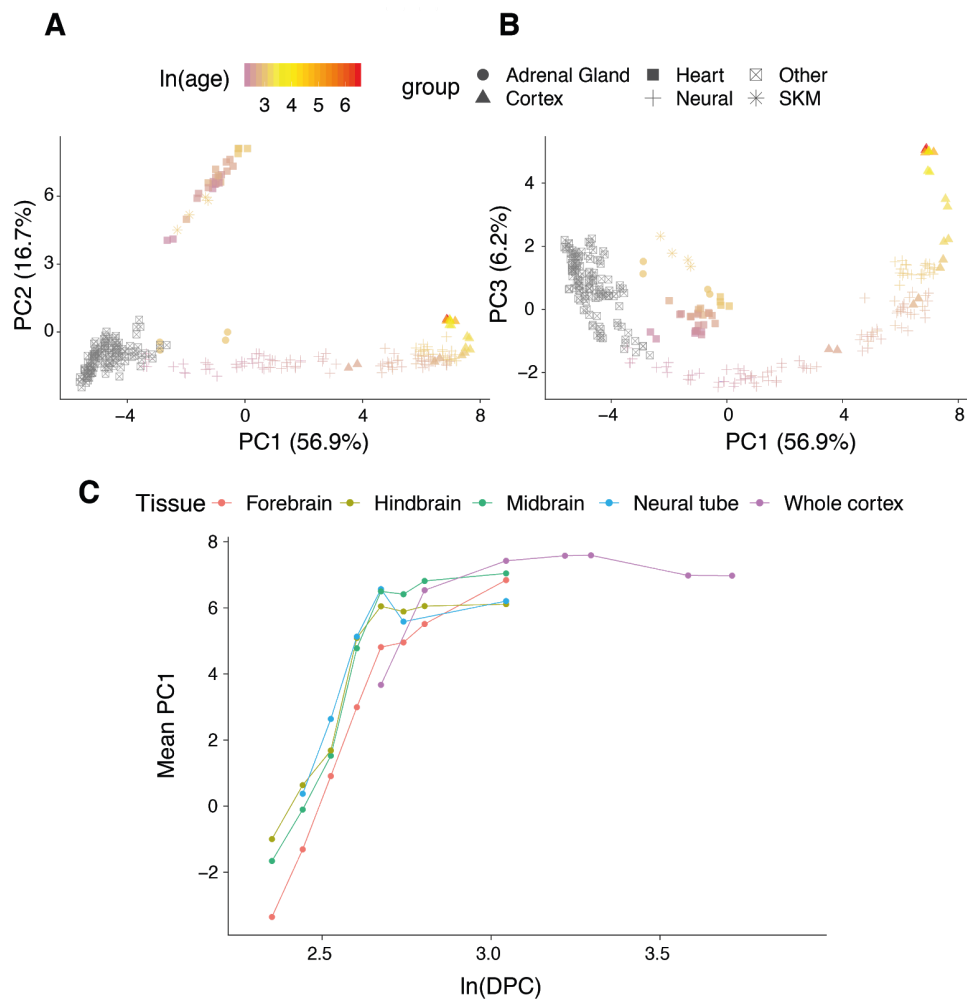 A
B
ln(age)
3 4 5 6
group
Adrenal Gland Heart Other
Cortex Neural SKM
PC2 (16.7%)
6
3
0
−4 0 4 8
PC1 (56.9%)
PC3 (6.2%)
4
2
0
−2
−4 0 4 8
PC1 (56.9%)
C
Tissue Forebrain Hindbrain Midbrain Neural tube Whole cortex
Mean PC1
8
6
4
2
0
−2
2.5 3.0 3.5
ln(DPC)